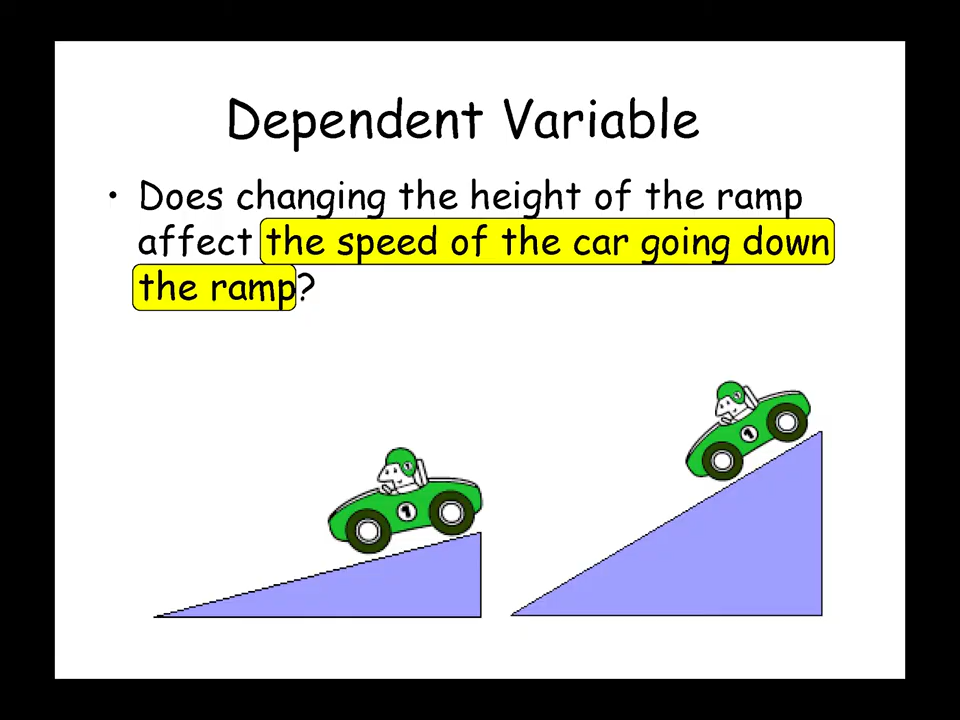 Dependent Variable
• Does changing the height of the ramp
affect the speed of the car going down
the ramp?
1
1
1